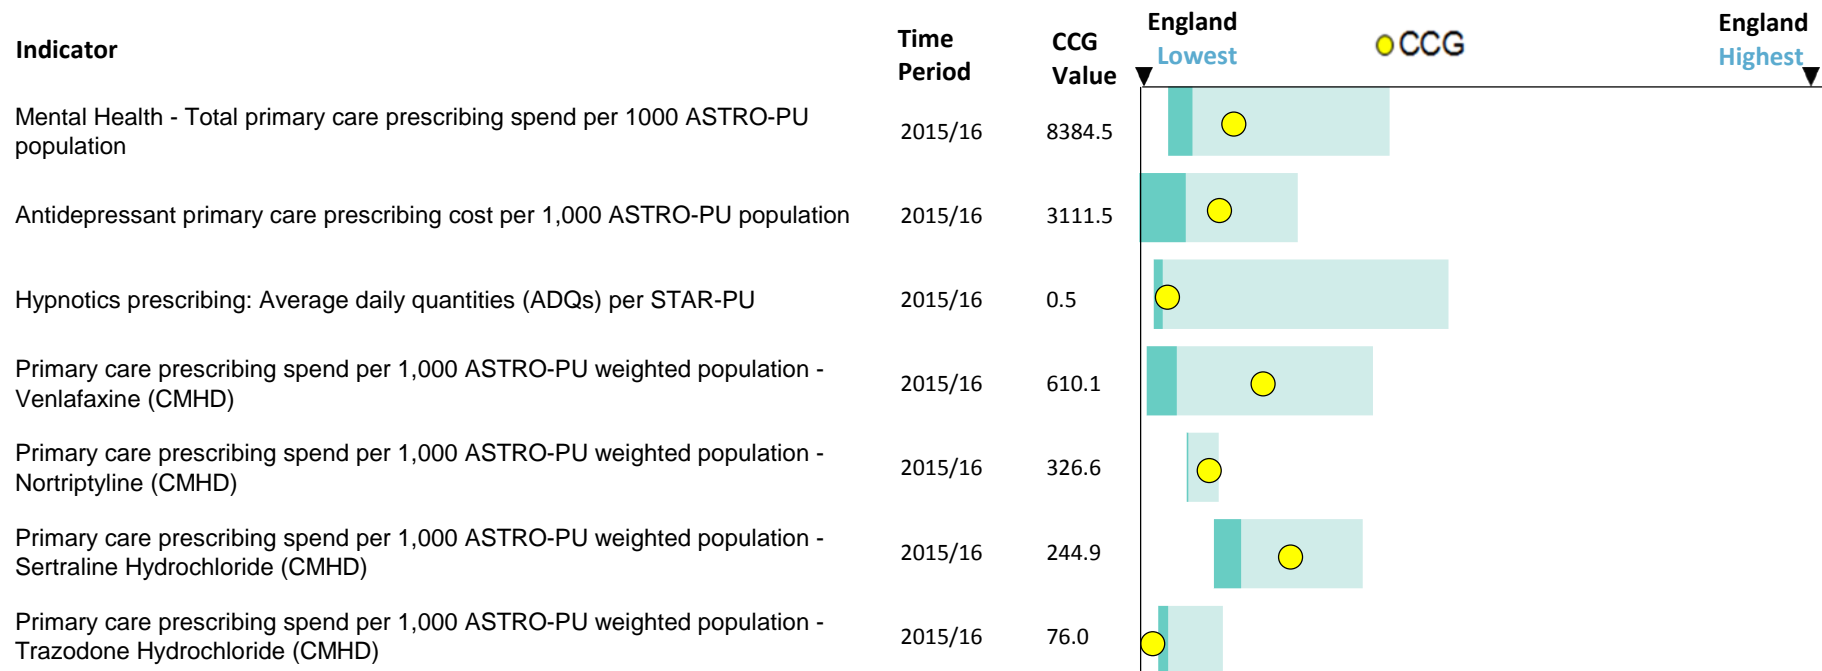 Indicator
Time
Period
CCG
Value
England
Lowest
CCG
England
Highest
Mental Health - Total primary care prescribing spend per 1000 ASTRO-PU
population
2015/16
8384.5
Antidepressant primary care prescribing cost per 1,000 ASTRO-PU population
2015/16
3111.5
Hypnotics prescribing: Average daily quantities (ADQs) per STAR-PU
2015/16
0.5
Primary care prescribing spend per 1,000 ASTRO-PU weighted population -
Venlafaxine (CMHD)
2015/16
610.1
Primary care prescribing spend per 1,000 ASTRO-PU weighted population -
Nortriptyline (CMHD)
2015/16
326.6
Primary care prescribing spend per 1,000 ASTRO-PU weighted population -
Sertraline Hydrochloride (CMHD)
2015/16
244.9
Primary care prescribing spend per 1,000 ASTRO-PU weighted population -
Trazodone Hydrochloride (CMHD)
2015/16
76.0